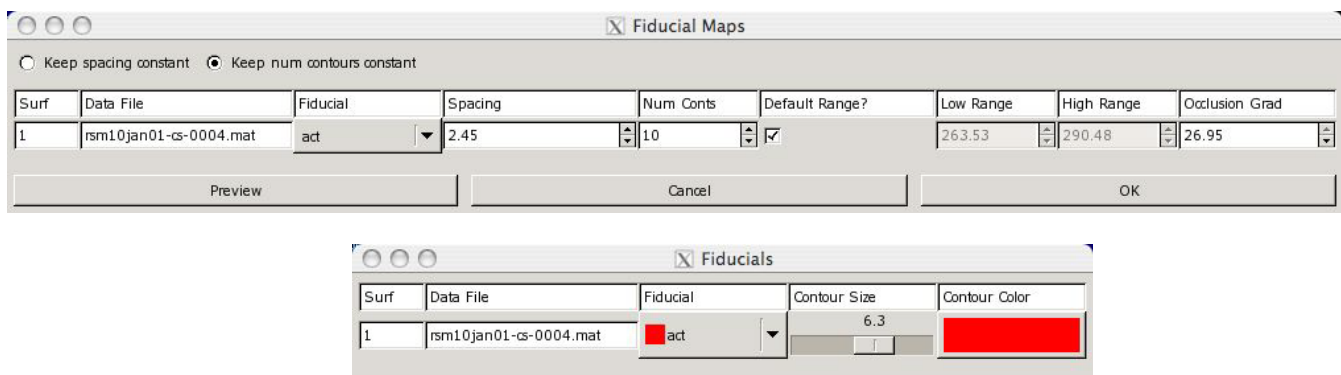 Fiducial Maps
Keep spacing constant Keep num contours constant
Surf Data File Fiducial Spacing Num Conts Default Range? Low Range High Range Occlusion Grad
1 rsm10jan01-cs-0004.mat act 2.45 10 263.53 290.48 26.95
Preview Cancel OK
Fiducials
Surf Data File Fiducial Contour Size Contour Color
6.3
1 rsm10jan01-cs-0004.mat act